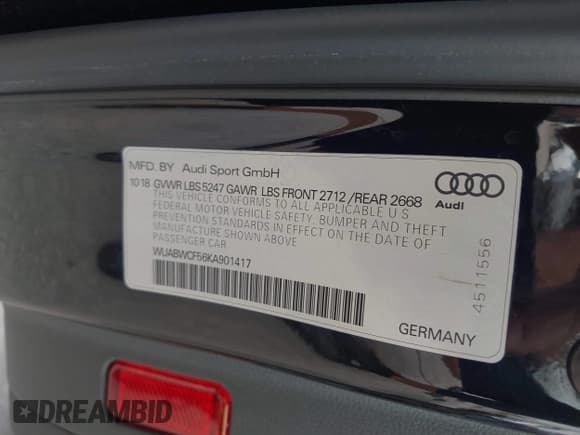 MFD. BY Audi Sport GmbH
10 18 GVWR LBS 5247 GAWR LBS FRONT 2712 /REAR 2668
THIS VEHICLE CONFORMS TO ALL APPLICABLE U S
FEDERAL MOTOR VEHICLE SAFETY, BUMPER AND THEFT
PREVENTION STANDARDS IN EFFECT ON THE DATE OF
MANUFACTURE SHOWN ABOVE
PASSENGER CAR
WUABWCF56KA901417
Audi
4511556
GERMANY
DREAMBID